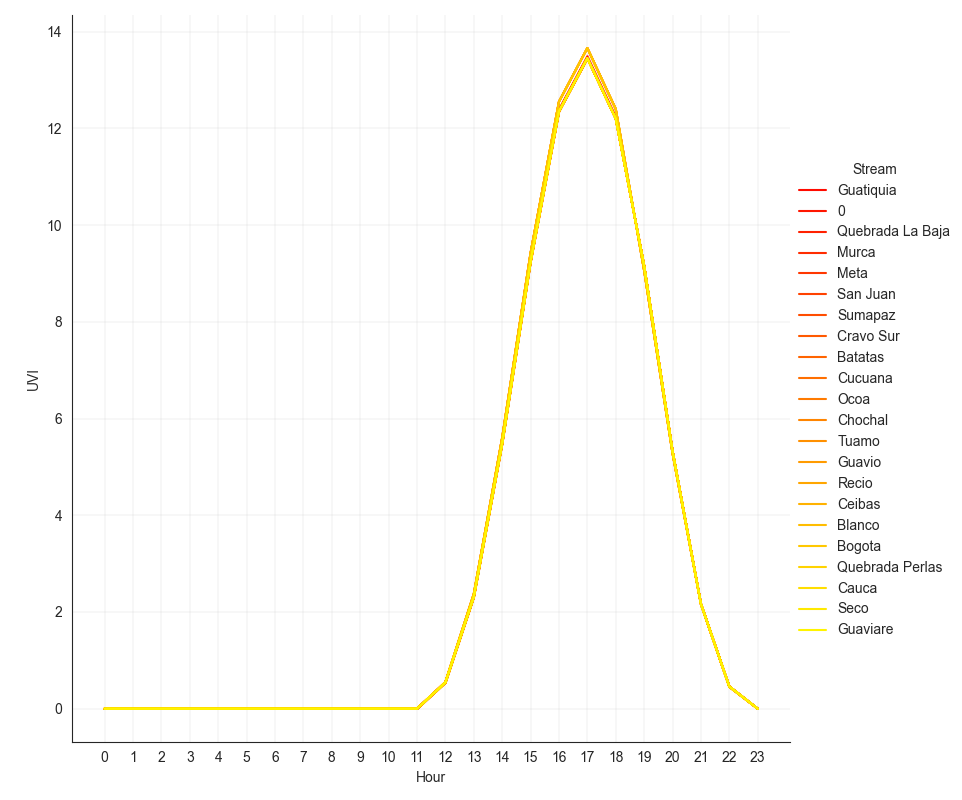 14
12
10
8
6
4
2
0
UVI
0 1 2 3 4 5 6 7 8 9 10 11 12 13 14 15 16 17 18 19 20 21 22 23
Hour
Stream
Guatiquia
0
Quebrada La Baja
Murca
Meta
San Juan
Sumapaz
Cravo Sur
Batatas
Cucuana
Ocoa
Chochal
Tuamo
Guavio
Recio
Ceibas
Blanco
Bogota
Quebrada Perlas
Cauca
Seco
Guaviare